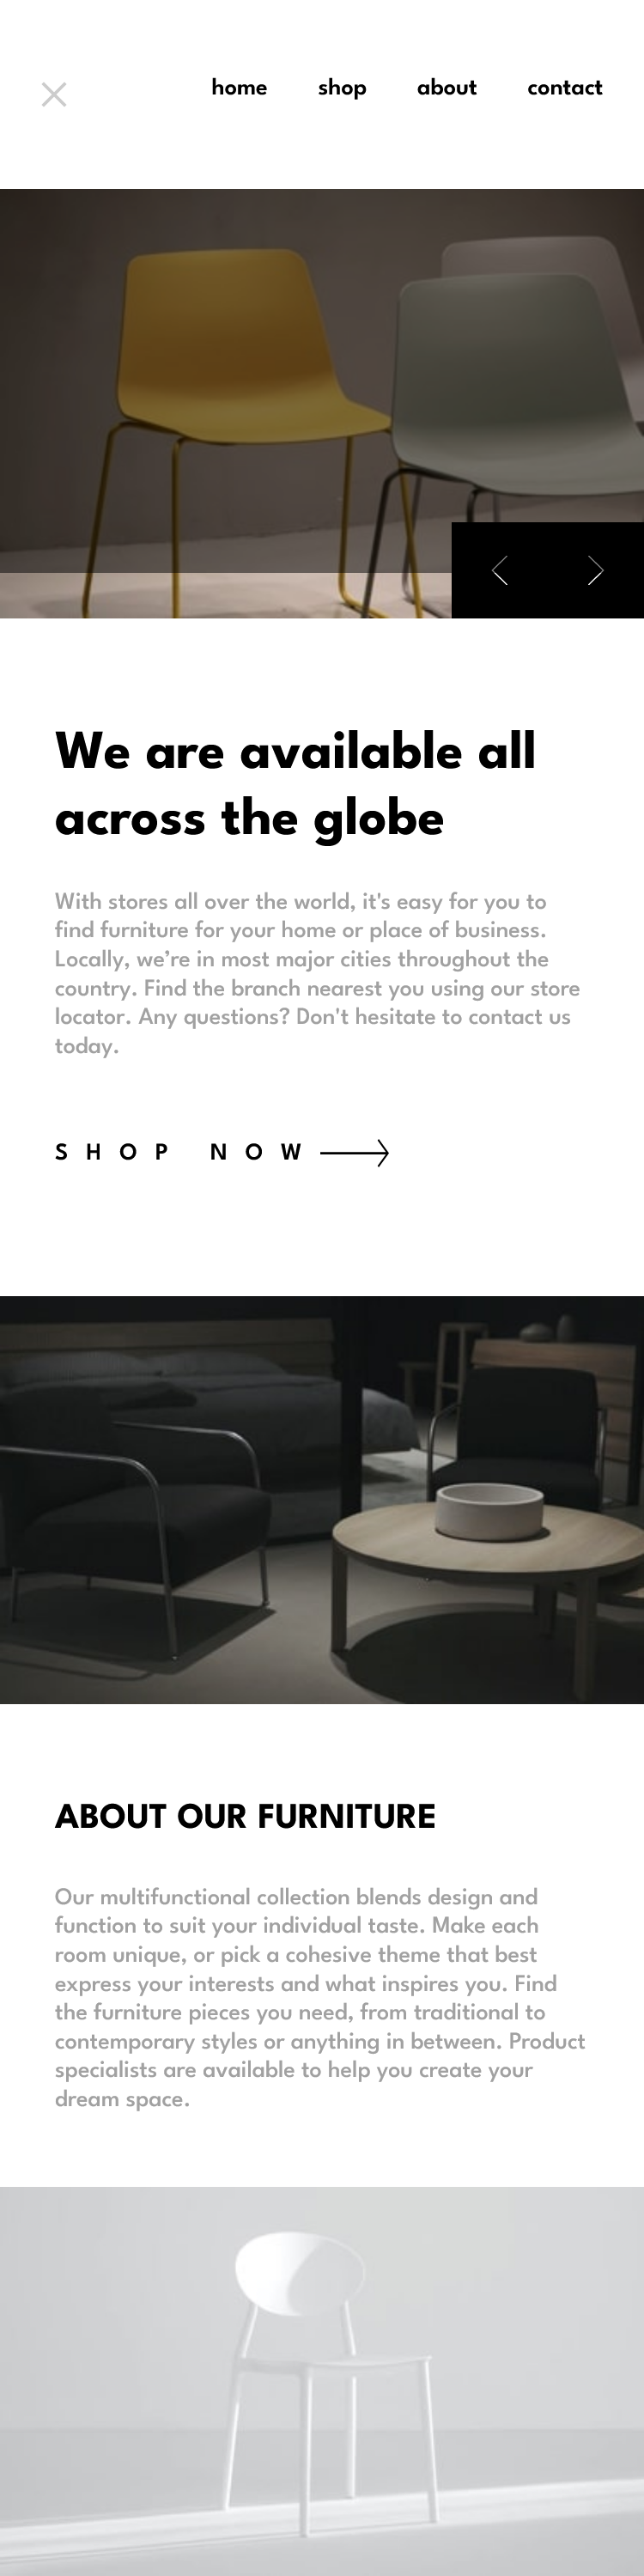 home shop about contact
We are available all
across the globe
With stores all over the world, it's easy for you to
find furniture for your home or place of business.
Locally, we’re in most major cities throughout the
country. Find the branch nearest you using our store
locator. Any questions? Don't hesitate to contact us
today.
SHOP NOW
ABOUT OUR FURNITURE
Our multifunctional collection blends design and
function to suit your individual taste. Make each
room unique, or pick a cohesive theme that best
express your interests and what inspires you. Find
the furniture pieces you need, from traditional to
contemporary styles or anything in between. Product
specialists are available to help you create your
dream space.